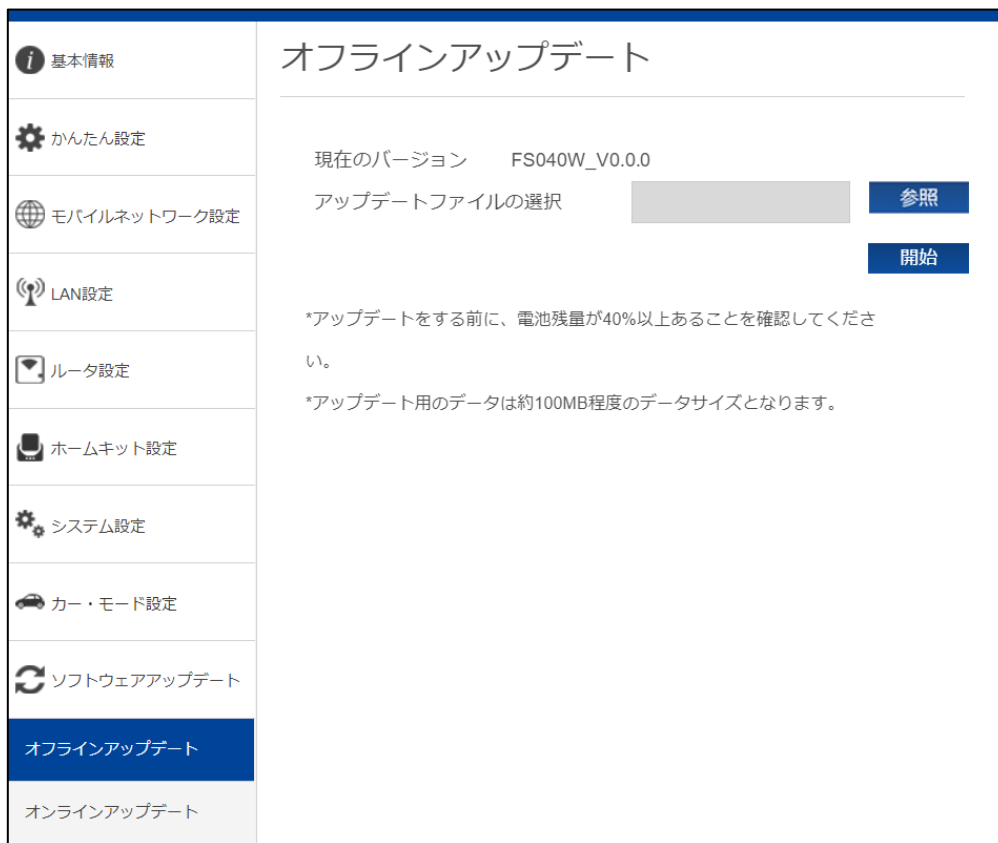 基本情報
かんたん設定
モバイルネットワーク設定
LAN設定
ルータ設定
ホームキット設定
システム設定
カー・モード設定
ソフトウェアアップデート
オフラインアップデート
オンラインアップデート
オフラインアップデート
現在のバージョン FS040W_V0.0.0
アップデートファイルの選択 参照
開始
*アップデートをする前に、電池残量が40%以上あることを確認してくださ
い。
*アップデート用のデータは約100MB程度のデータサイズとなります。